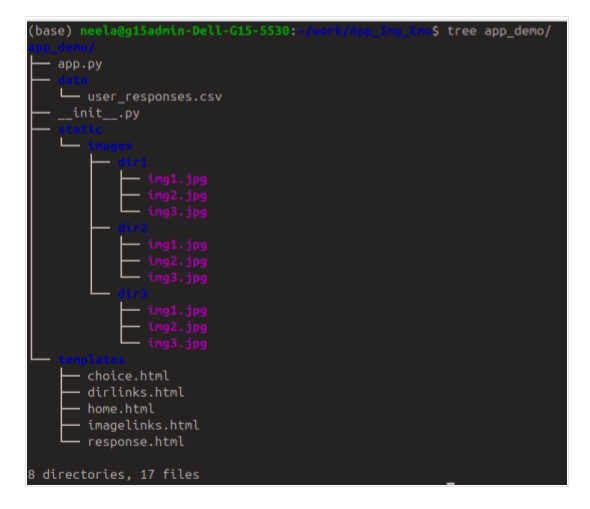 (base) neela@g15admin-Dell-G15-5530:~/work/App_Img_Emo$ tree app_demo/
app_demo/
├── app.py
├── data
│   └── user_responses.csv
├── __init__.py
├── static
│   └── images
│       ├── dir1
│       │   ├── img1.jpg
│       │   ├── img2.jpg
│       │   └── img3.jpg
│       ├── dir2
│       │   ├── img1.jpg
│       │   ├── img2.jpg
│       │   └── img3.jpg
│       └── dir3
│           ├── img1.jpg
│           ├── img2.jpg
│           └── img3.jpg
└── templates
    ├── choice.html
    ├── dirlinks.html
    ├── home.html
    ├── imagelinks.html
    └── response.html
8 directories, 17 files